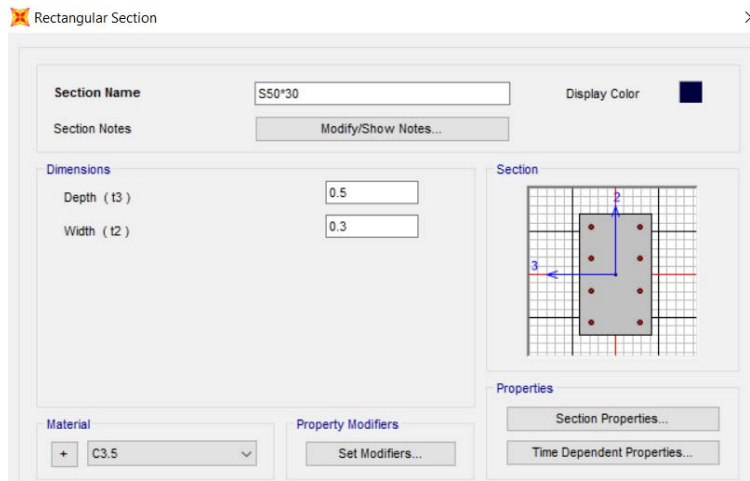 Rectangular Section
Section Name S50*30 Display Color
Section Notes Modify/Show Notes...
Dimensions
Depth ( t3 ) 0.5
Width ( t2 ) 0.3
Section
2
3
Properties
Section Properties...
Time Dependent Properties...
Material
+ C3.5
Property Modifiers
Set Modifiers...